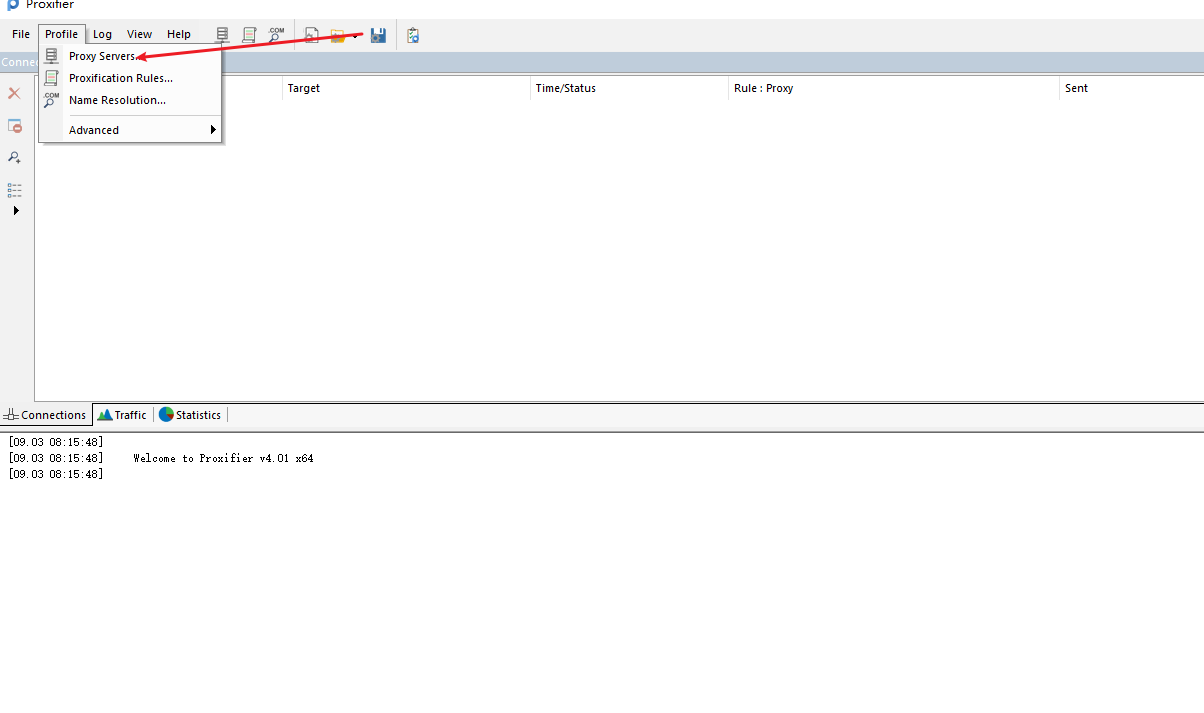 Proxifier
File Profile Log View Help .COM
Conne
Proxy Servers...
Proxification Rules...
.COM Name Resolution...
Advanced
Target Time/Status Rule : Proxy Sent
Connections Traffic Statistics
[09.03 08:15:48]
[09.03 08:15:48] Welcome to Proxifier v4.01 x64
[09.03 08:15:48]